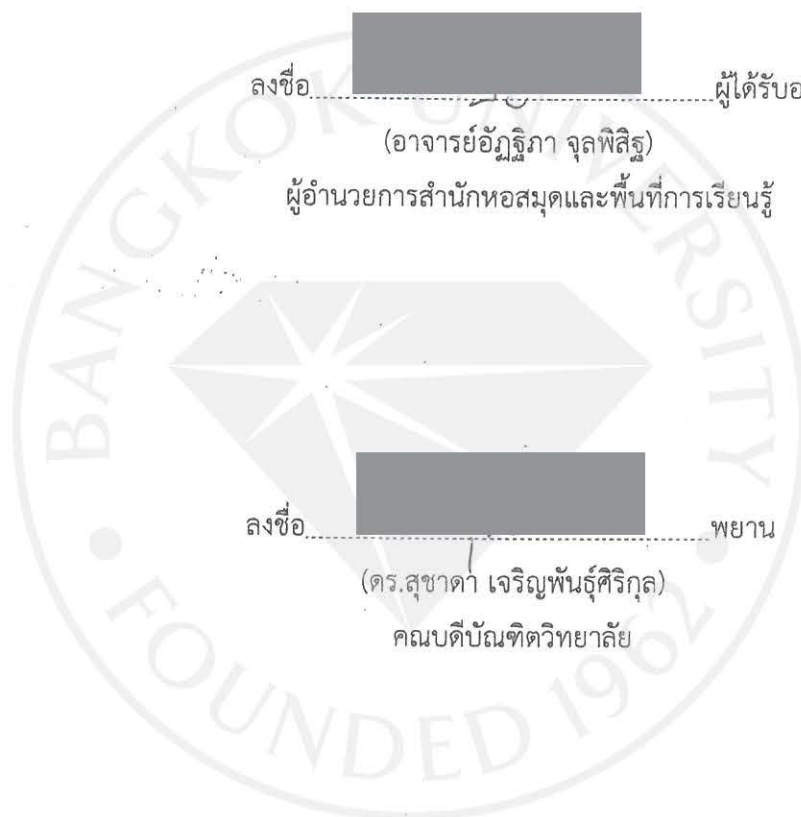 ลงชื่อ ผู้ได้รับอ
(อาจารย์อัฏฐิภา จุลพิสิฐ)
ผู้อำนวยการสำนักหอสมุดและพื้นที่การเรียนรู้
ลงชื่อ พยาน
(ดร.สุชาดา เจริญพันธุ์ศิริกุล)
คณบดีบัณฑิตวิทยาลัย
BANGKOK UNIVERSITY
• FOUNDED 1962 •